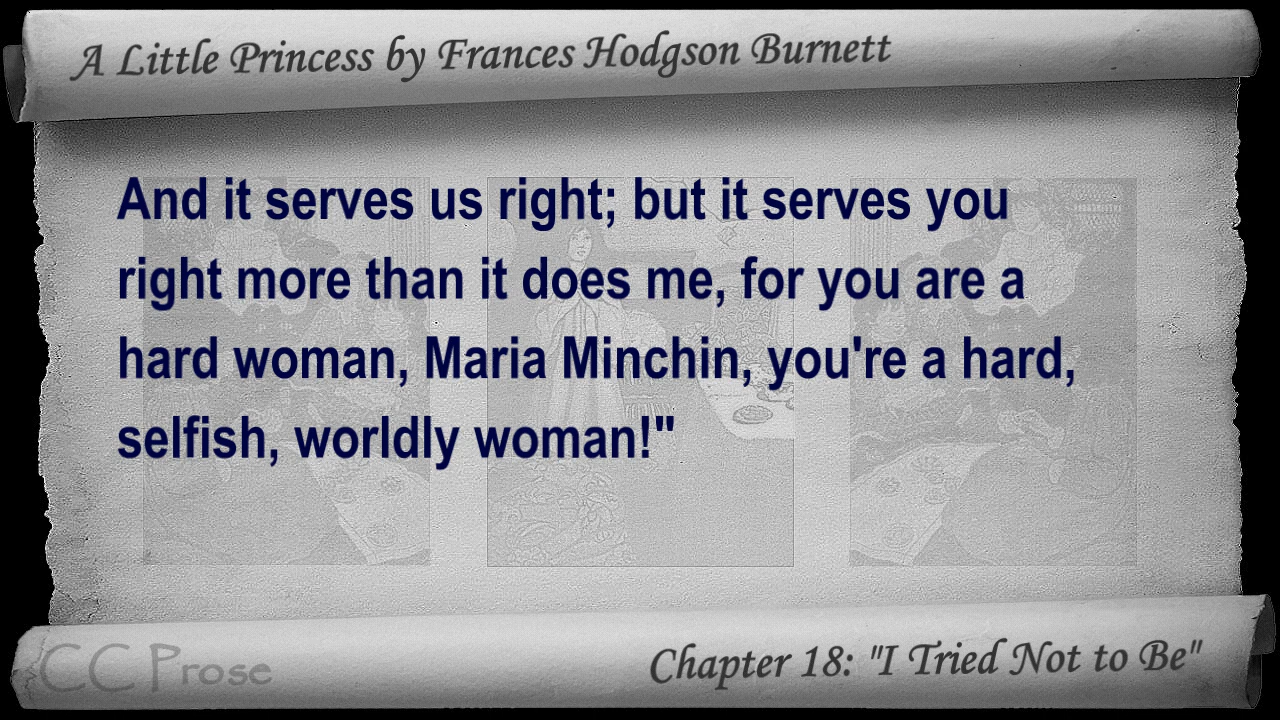 A Little Princess by Frances Hodgson Burnett
And it serves us right; but it serves you
right more than it does me, for you are a
hard woman, Maria Minchin, you're a hard,
selfish, worldly woman!"
CC Prose
Chapter 18: "I Tried Not to Be"